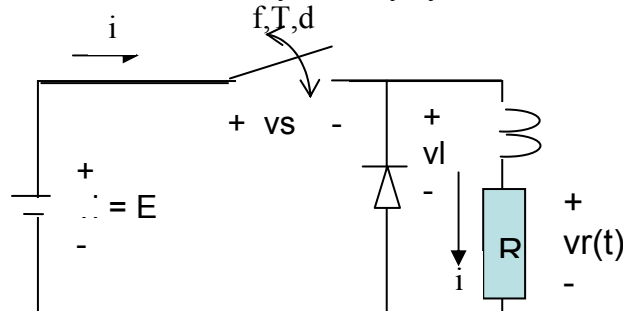 f,T,d
i
+ vs -
+
vl
-
+
= E
-
R
+
vr(t)
-
i